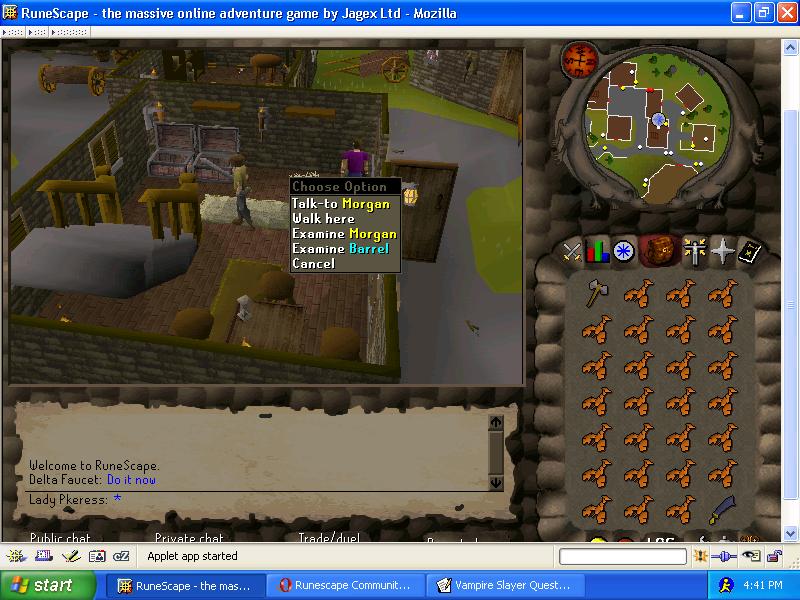 RuneScape - the massive online adventure game by Jagex Ltd - Mozilla
Choose Option
Talk-to Morgan
Walk here
Examine Morgan
Examine Barrel
Cancel
Welcome to RuneScape.
Delta Faucet: Do it now
Lady Pkeress: *
Public chat
Private chat
Trade/duel
Applet app started
start
RuneScape - the mas...
Runescape Communit...
Vampire Slayer Quest...
4:41 PM